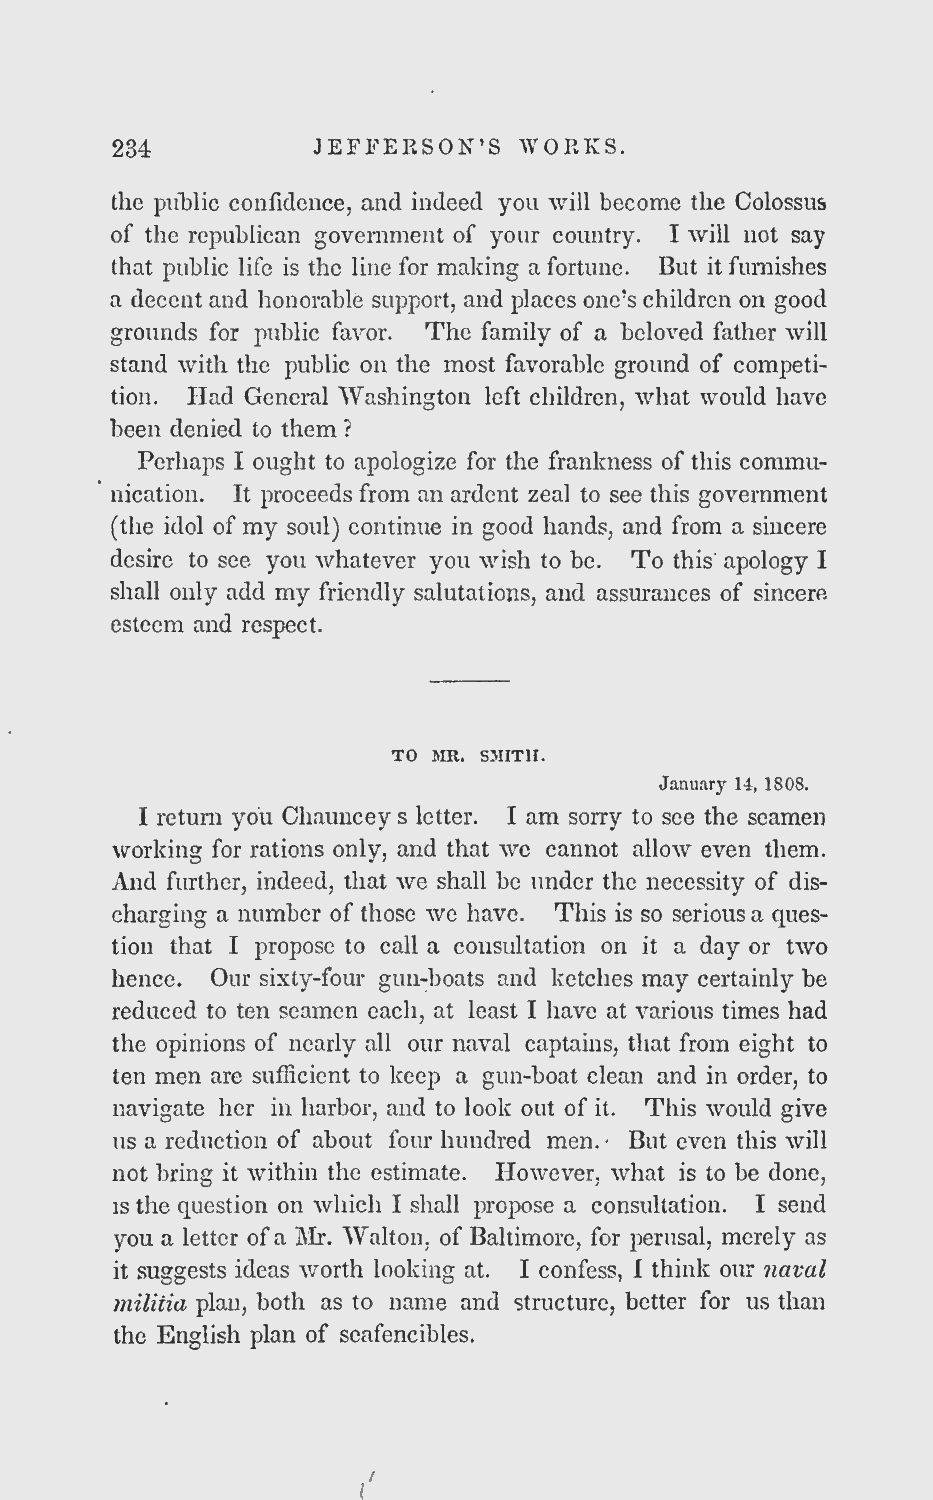 234 JEFFERSON'S WORKS.
the public confidence, and indeed you will become the Colossus
of the republican government of your country. I will not say
that public life is the line for making a fortune. But it furnishes
a decent and honorable support, and places one's children on good
grounds for public favor. The family of a beloved father will
stand with the public on the most favorable ground of competi-
tion. Had General Washington left children, what would have
been denied to them?
Perhaps I ought to apologize for the frankness of this commu-
nication. It proceeds from an ardent zeal to see this government
(the idol of my soul) continue in good hands, and from a sincere
desire to see you whatever you wish to be. To this apology I
shall only add my friendly salutations, and assurances of sincere
esteem and respect.
TO MR. SMITH.
January 14, 1808.
I return you Chauncey s letter. I am sorry to see the seamen
working for rations only, and that we cannot allow even them.
And further, indeed, that we shall be under the necessity of dis-
charging a number of those we have. This is so serious a ques-
tion that I propose to call a consultation on it a day or two
hence. Our sixty-four gun-boats and ketches may certainly be
reduced to ten seamen each, at least I have at various times had
the opinions of nearly all our naval captains, that from eight to
ten men are sufficient to keep a gun-boat clean and in order, to
navigate her in harbor, and to look out of it. This would give
us a reduction of about four hundred men. But even this will
not bring it within the estimate. However, what is to be done,
is the question on which I shall propose a consultation. I send
you a letter of a Mr. Walton, of Baltimore, for perusal, merely as
it suggests ideas worth looking at. I confess, I think our naval
militia plan, both as to name and structure, better for us than
the English plan of seafencibles.